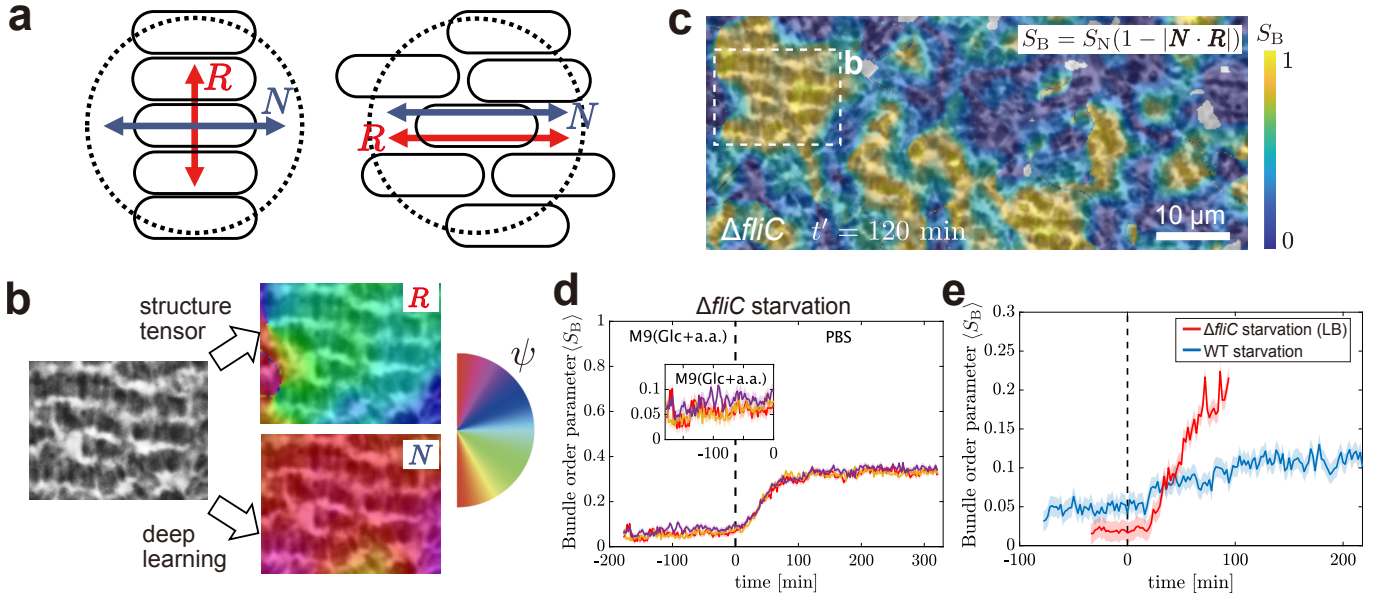 a
R
N
R
N
b
structure
tensor
deep
learning
R
N
ψ
c
S_B = S_N(1 − |N · R|)
b
ΔfliC t′ = 120 min
10 μm
S_B
1
0
d
ΔfliC starvation
Bundle order parameter ⟨S_B⟩
M9(Glc+a.a.)
PBS
M9(Glc+a.a.)
0.1
0.05
0
-100
0
1
0.8
0.6
0.4
0.2
0
-200
-100
0
100
200
300
time [min]
e
Bundle order parameter ⟨S_B⟩
ΔfliC starvation (LB)
WT starvation
0.3
0.25
0.2
0.15
0.1
0.05
0
-100
0
100
200
time [min]